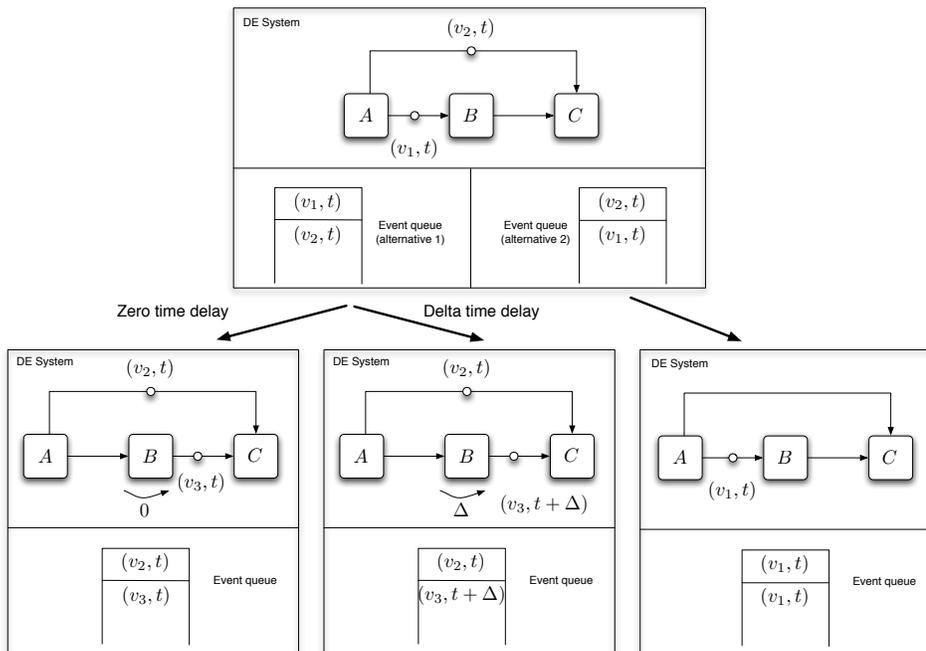 DE System
(v₂, t)
A
B
C
(v₁, t)
(v₁, t)
(v₂, t)
Event queue
(alternative 1)
Event queue
(alternative 2)
(v₂, t)
(v₁, t)
Zero time delay
Delta time delay
DE System
(v₂, t)
A
B
C
(v₃, t)
0
(v₂, t)
(v₃, t)
Event queue
DE System
(v₂, t)
A
B
C
(v₃, t + Δ)
Δ
(v₂, t)
(v₃, t + Δ)
Event queue
DE System
A
B
C
(v₁, t)
(v₁, t)
(v₁, t)
Event queue